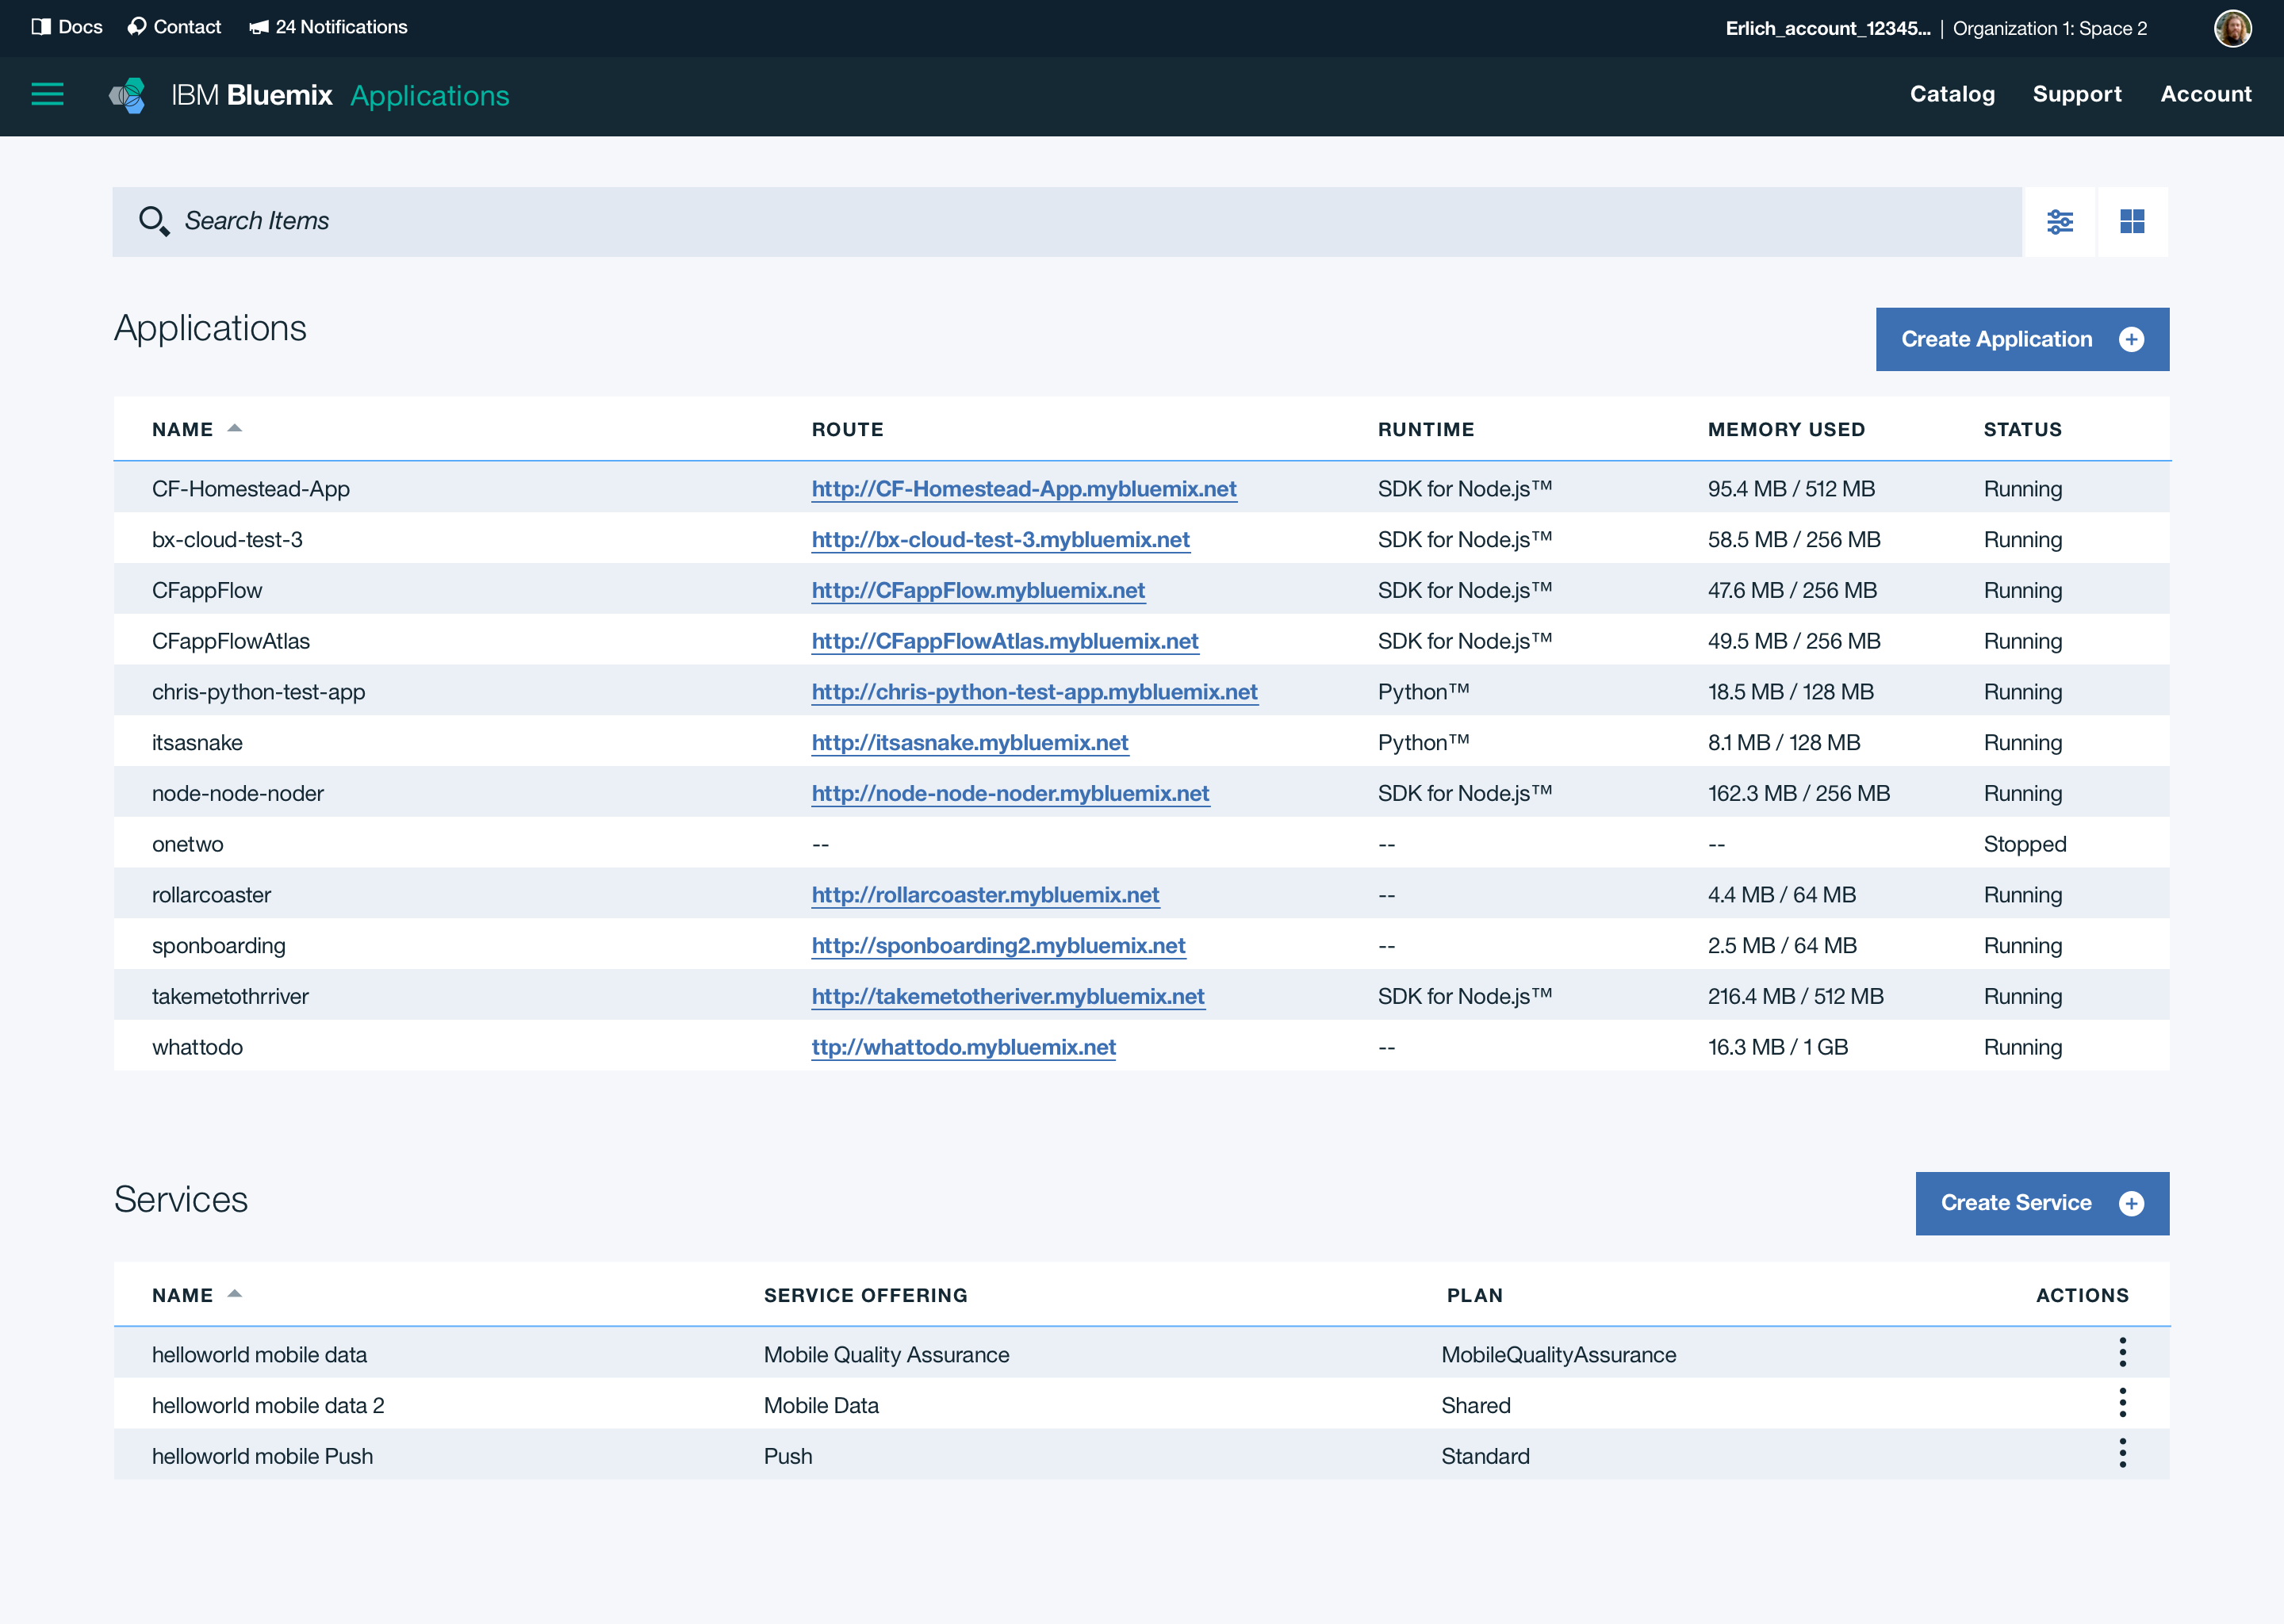 Docs Contact 24 Notifications Erlich_account_12345... | Organization 1: Space 2
IBM Bluemix Applications Catalog Support Account
Search Items
Applications Create Application
NAME ROUTE RUNTIME MEMORY USED STATUS
CF-Homestead-App http://CF-Homestead-App.mybluemix.net SDK for Node.js™ 95.4 MB / 512 MB Running
bx-cloud-test-3 http://bx-cloud-test-3.mybluemix.net SDK for Node.js™ 58.5 MB / 256 MB Running
CFappFlow http://CFappFlow.mybluemix.net SDK for Node.js™ 47.6 MB / 256 MB Running
CFappFlowAtlas http://CFappFlowAtlas.mybluemix.net SDK for Node.js™ 49.5 MB / 256 MB Running
chris-python-test-app http://chris-python-test-app.mybluemix.net Python™ 18.5 MB / 128 MB Running
itsasnake http://itsasnake.mybluemix.net Python™ 8.1 MB / 128 MB Running
node-node-noder http://node-node-noder.mybluemix.net SDK for Node.js™ 162.3 MB / 256 MB Running
onetwo -- -- -- Stopped
rollarcoaster http://rollarcoaster.mybluemix.net -- 4.4 MB / 64 MB Running
sponboarding http://sponboarding2.mybluemix.net -- 2.5 MB / 64 MB Running
takemetothrriver http://takemetotheriver.mybluemix.net SDK for Node.js™ 216.4 MB / 512 MB Running
whattodo ttp://whattodo.mybluemix.net -- 16.3 MB / 1 GB Running
Services Create Service
NAME SERVICE OFFERING PLAN ACTIONS
helloworld mobile data Mobile Quality Assurance MobileQualityAssurance
helloworld mobile data 2 Mobile Data Shared
helloworld mobile Push Push Standard